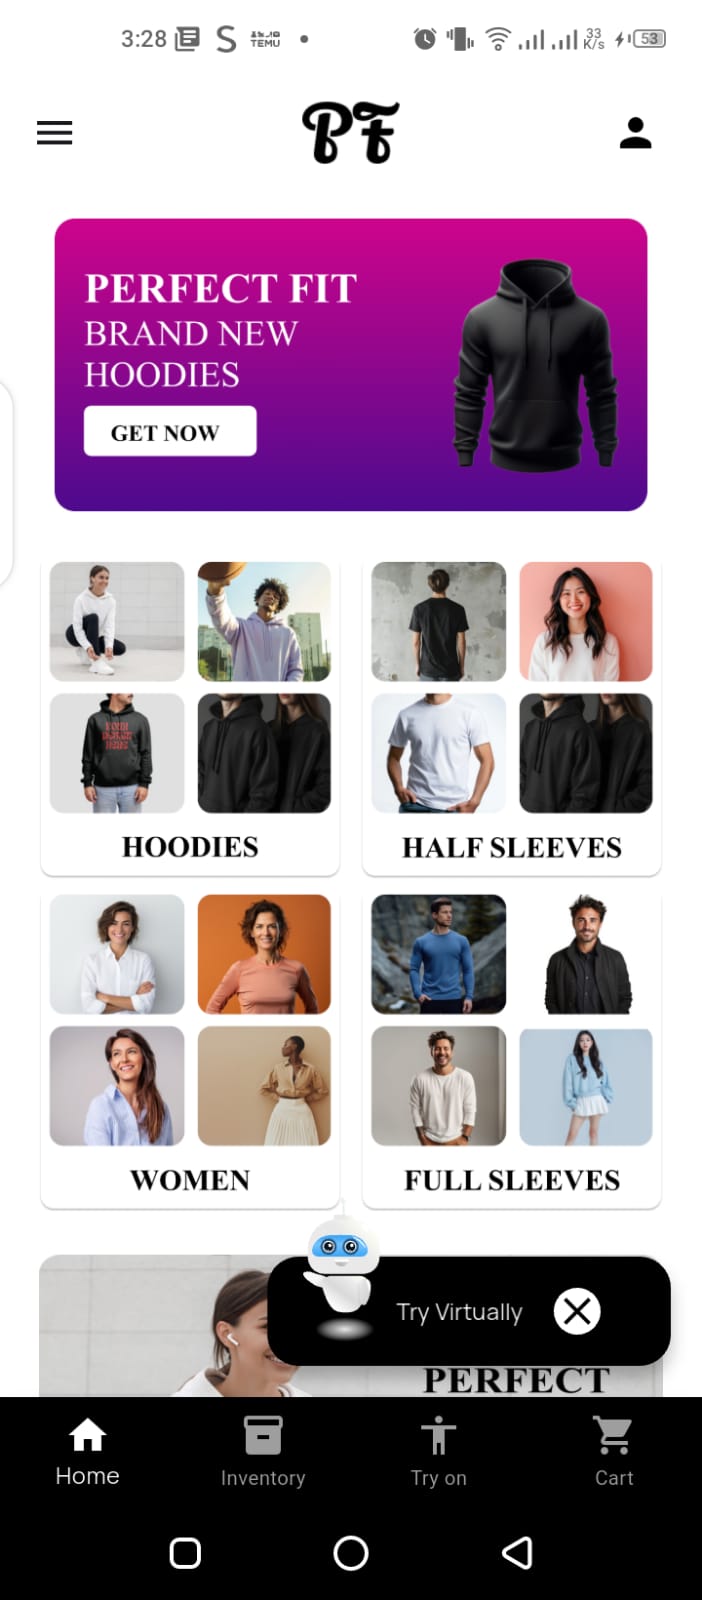 3:28
S
TEMU
33
K/s
53
PF
PERFECT FIT
BRAND NEW
HOODIES
GET NOW
HOODIES
HALF SLEEVES
WOMEN
FULL SLEEVES
Try Virtually
PERFECT
Home
Inventory
Try on
Cart